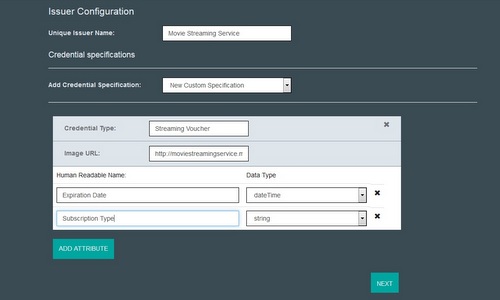 Issuer Configuration
Unique Issuer Name: Movie Streaming Service
Credential specifications
Add Credential Specification: New Custom Specification
Credential Type: Streaming Voucher
Image URL: http://moviestreamingservice.n
Human Readable Name: Data Type
Expiration Date dateTime
Subscription Type string
ADD ATTRIBUTE
NEXT